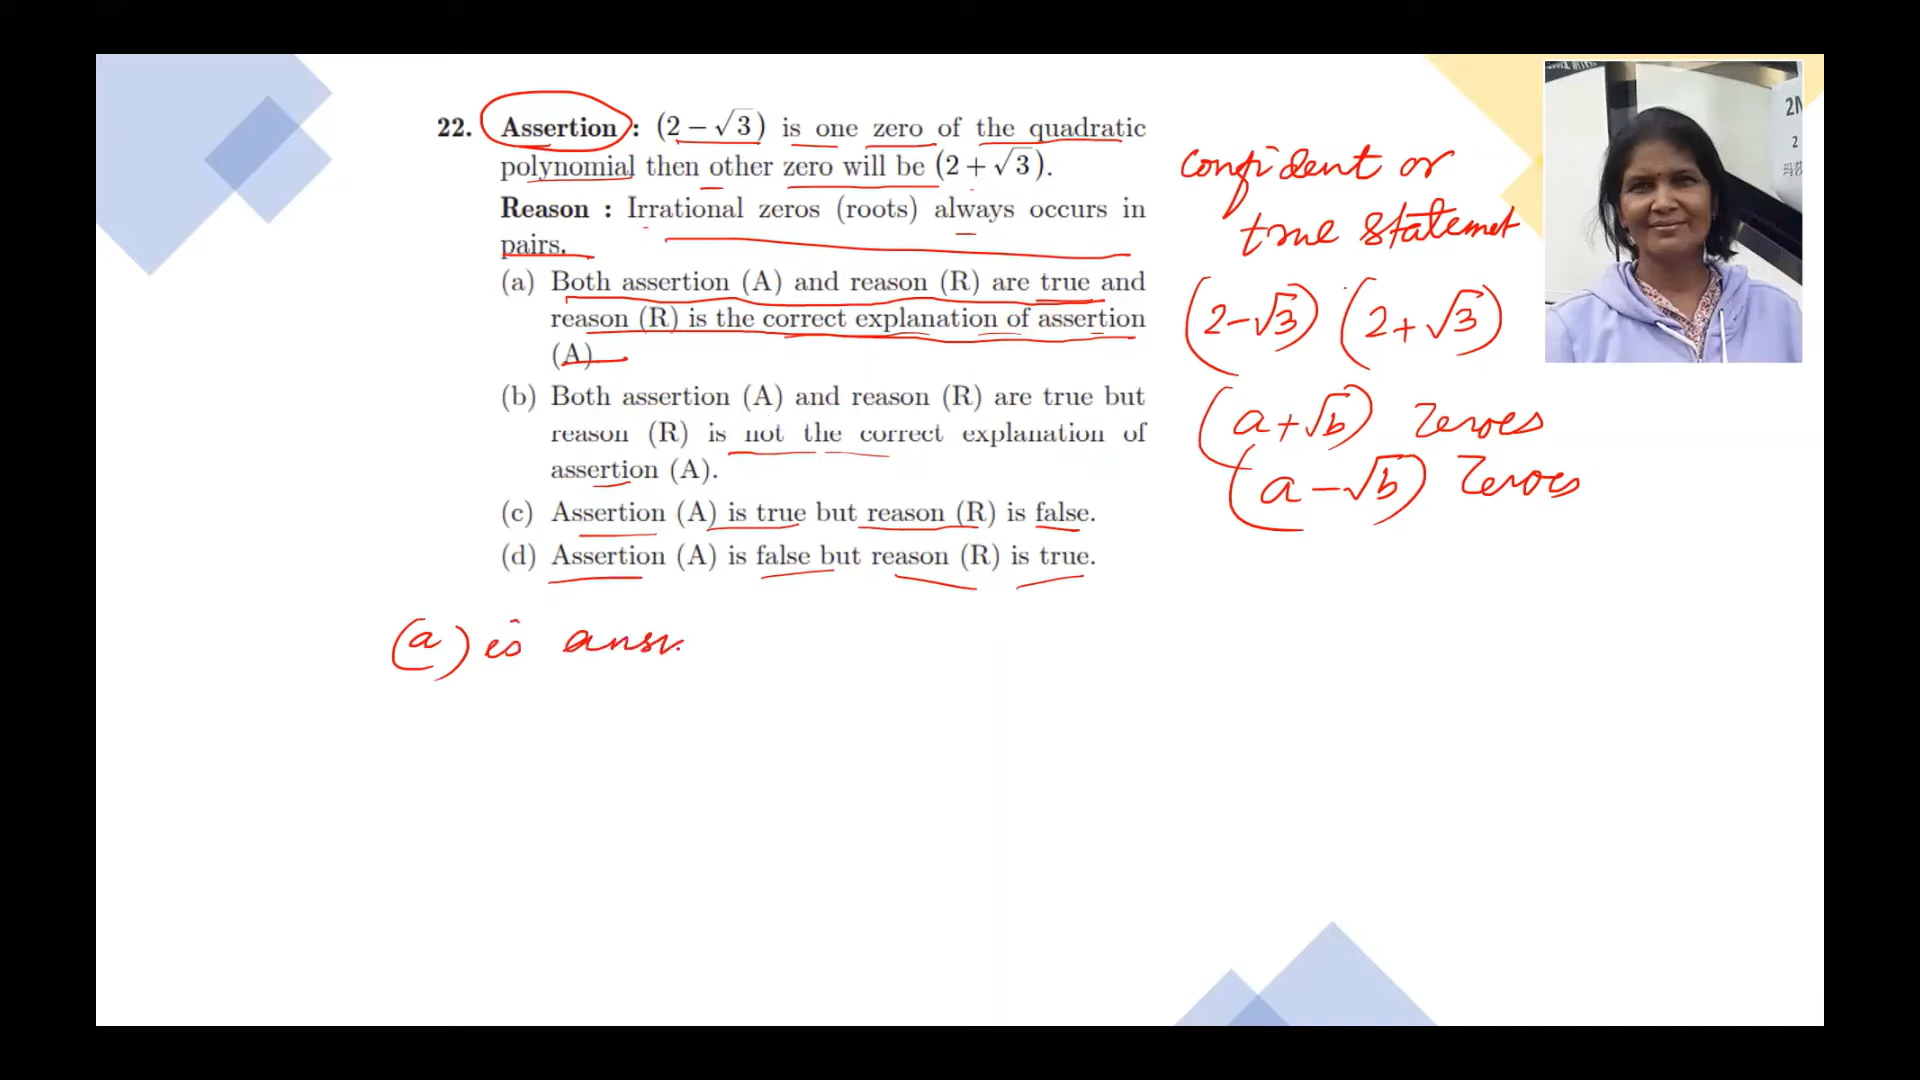 22. Assertion : (2 − √3) is one zero of the quadratic
polynomial then other zero will be (2 + √3).
Reason : Irrational zeros (roots) always occurs in
pairs.
(a) Both assertion (A) and reason (R) are true and
reason (R) is the correct explanation of assertion
(A)
(b) Both assertion (A) and reason (R) are true but
reason (R) is not the correct explanation of
assertion (A).
(c) Assertion (A) is true but reason (R) is false.
(d) Assertion (A) is false but reason (R) is true.
(a) is ansr.
confident or
true statemet
(2−√3) (2+√3)
(a+√b) zeroes
(a−√b) zeroes
2